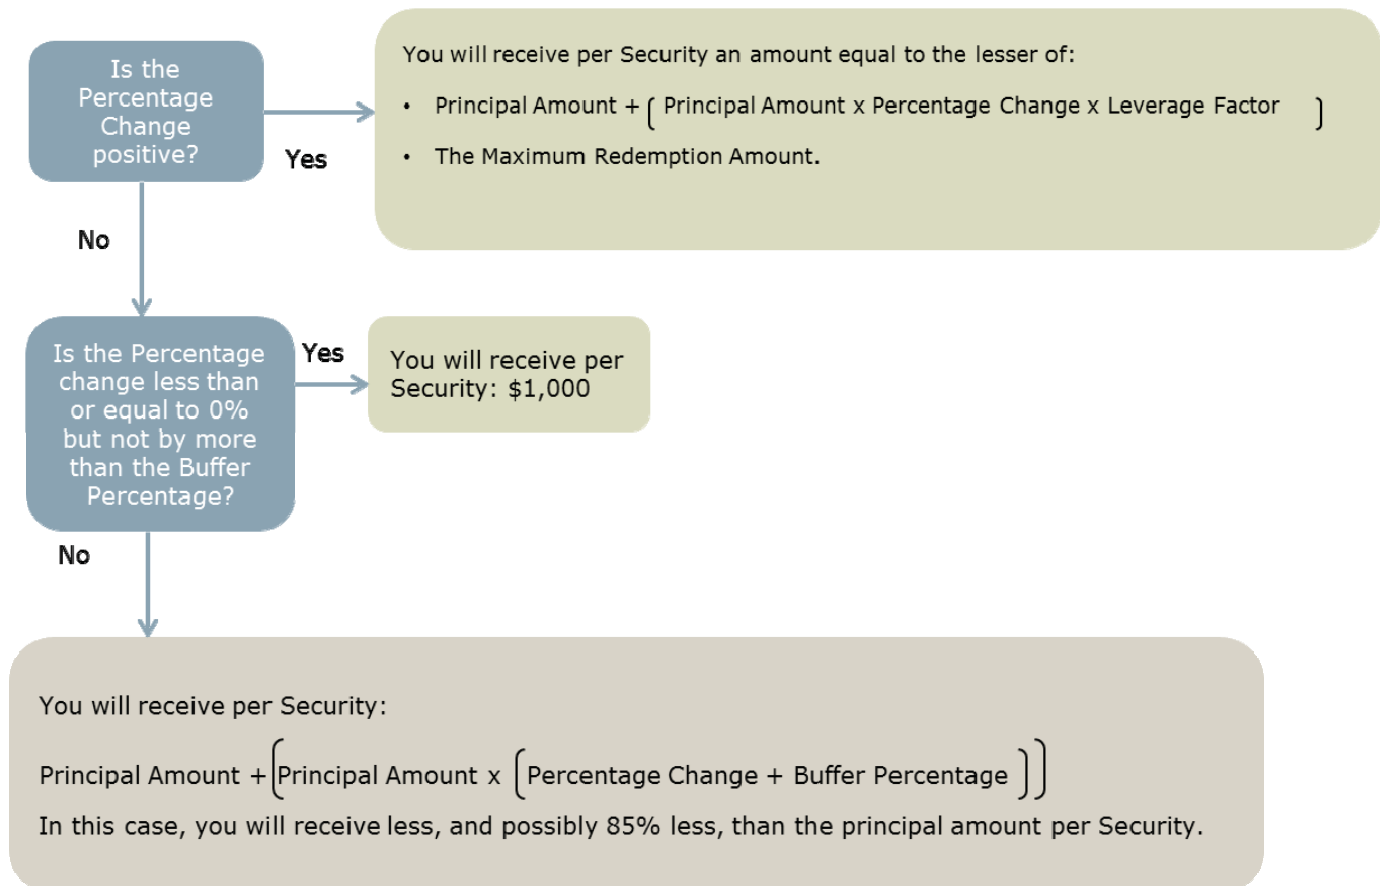 Is the
Percentage
Change
positive?
Yes
You will receive per Security an amount equal to the lesser of:
• Principal Amount + ( Principal Amount x Percentage Change x Leverage Factor )
• The Maximum Redemption Amount.
No
Is the Percentage
change less than
or equal to 0%
but not by more
than the Buffer
Percentage?
Yes
You will receive per
Security: $1,000
No
You will receive per Security:
Principal Amount + (Principal Amount x (Percentage Change + Buffer Percentage ))
In this case, you will receive less, and possibly 85% less, than the principal amount per Security.